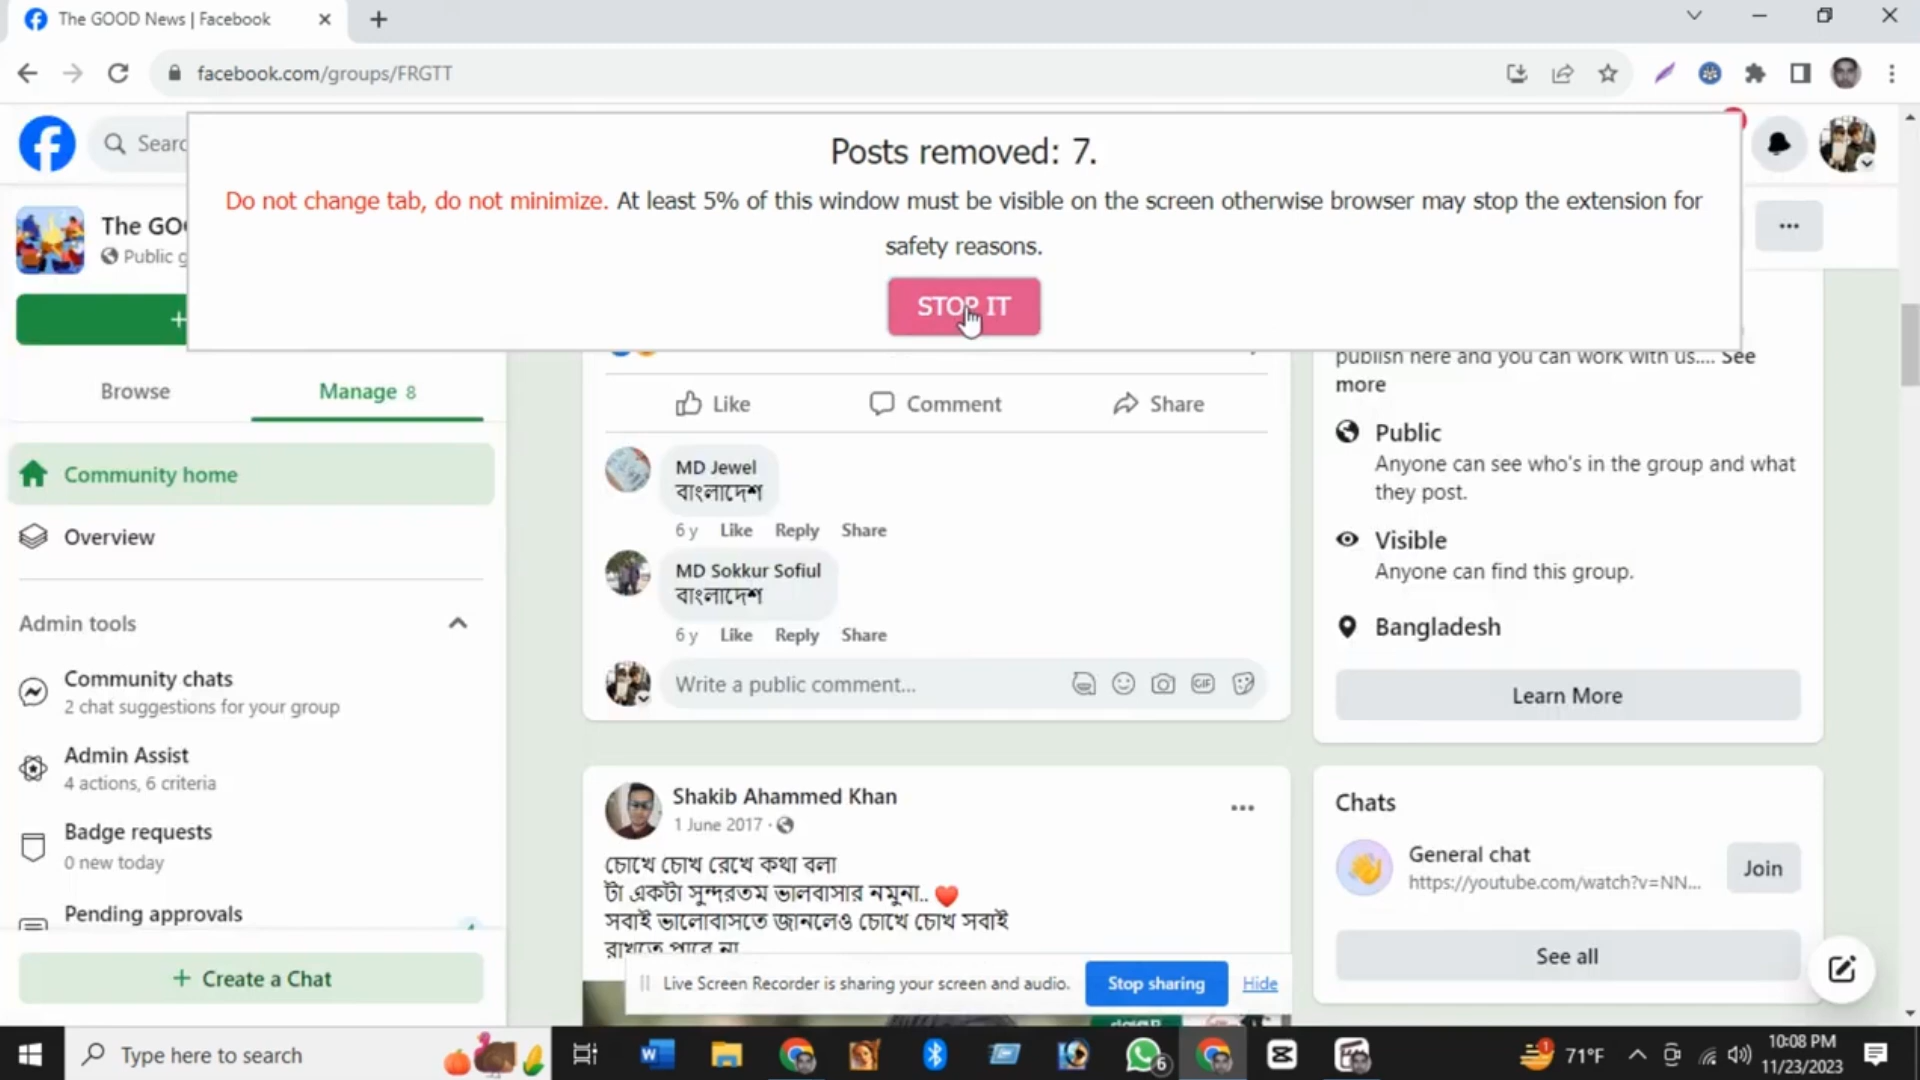 The GOOD News | Facebook
facebook.com/groups/FRGTT
Posts removed: 7.
Do not change tab, do not minimize. At least 5% of this window must be visible on the screen otherwise browser may stop the extension for
safety reasons.
STOP IT
Searc
The GO
Public g
+
Browse
Manage 8
Community home
Overview
Admin tools
Community chats
2 chat suggestions for your group
Admin Assist
4 actions, 6 criteria
Badge requests
0 new today
Pending approvals
+ Create a Chat
Like
Comment
Share
MD Jewel
বাংলাদেশ
6 y Like Reply Share
MD Sokkur Sofiul
বাংলাদেশ
6 y Like Reply Share
Write a public comment...
GIF
Shakib Ahammed Khan
1 June 2017 ·
চোখে চোখ রেখে কথা বলা
টা একটা সুন্দরতম ভালবাসার নমুনা..
সবাই ভালোবাসতে জানলেও চোখে চোখ সবাই
রাখতে পারে না
publish here and you can work with us.... See
more
Public
Anyone can see who's in the group and what
they post.
Visible
Anyone can find this group.
Bangladesh
Learn More
Chats
General chat
https://youtube.com/watch?v=NN...
Join
See all
Live Screen Recorder is sharing your screen and audio.
Stop sharing
Hide
Type here to search
6
1
71°F
10:08 PM
11/23/2023